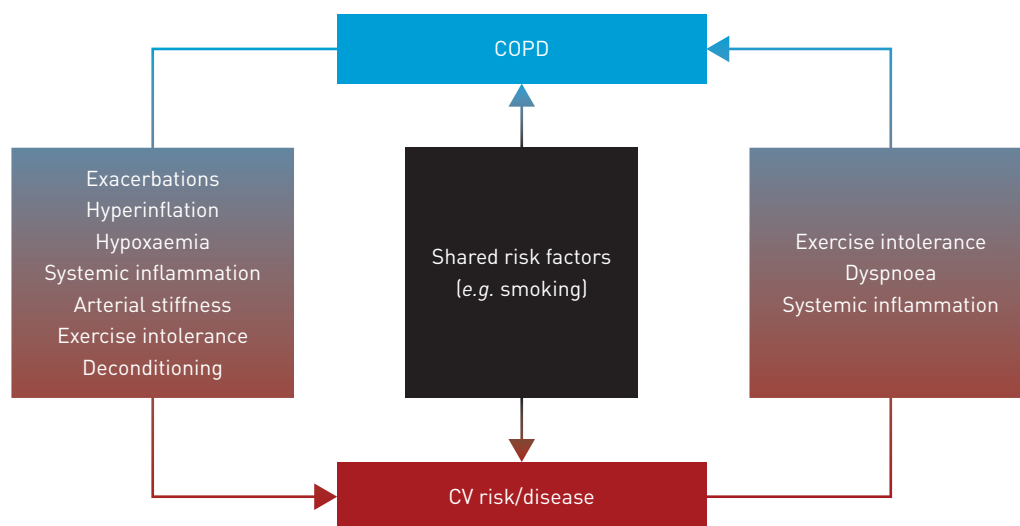 COPD
Exacerbations
Hyperinflation
Hypoxaemia
Systemic inflammation
Arterial stiffness
Exercise intolerance
Deconditioning
Shared risk factors
(e.g. smoking)
Exercise intolerance
Dyspnoea
Systemic inflammation
CV risk/disease